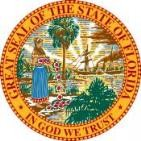 GREAT SEAL OF THE STATE OF FLORIDA
IN GOD WE TRUST